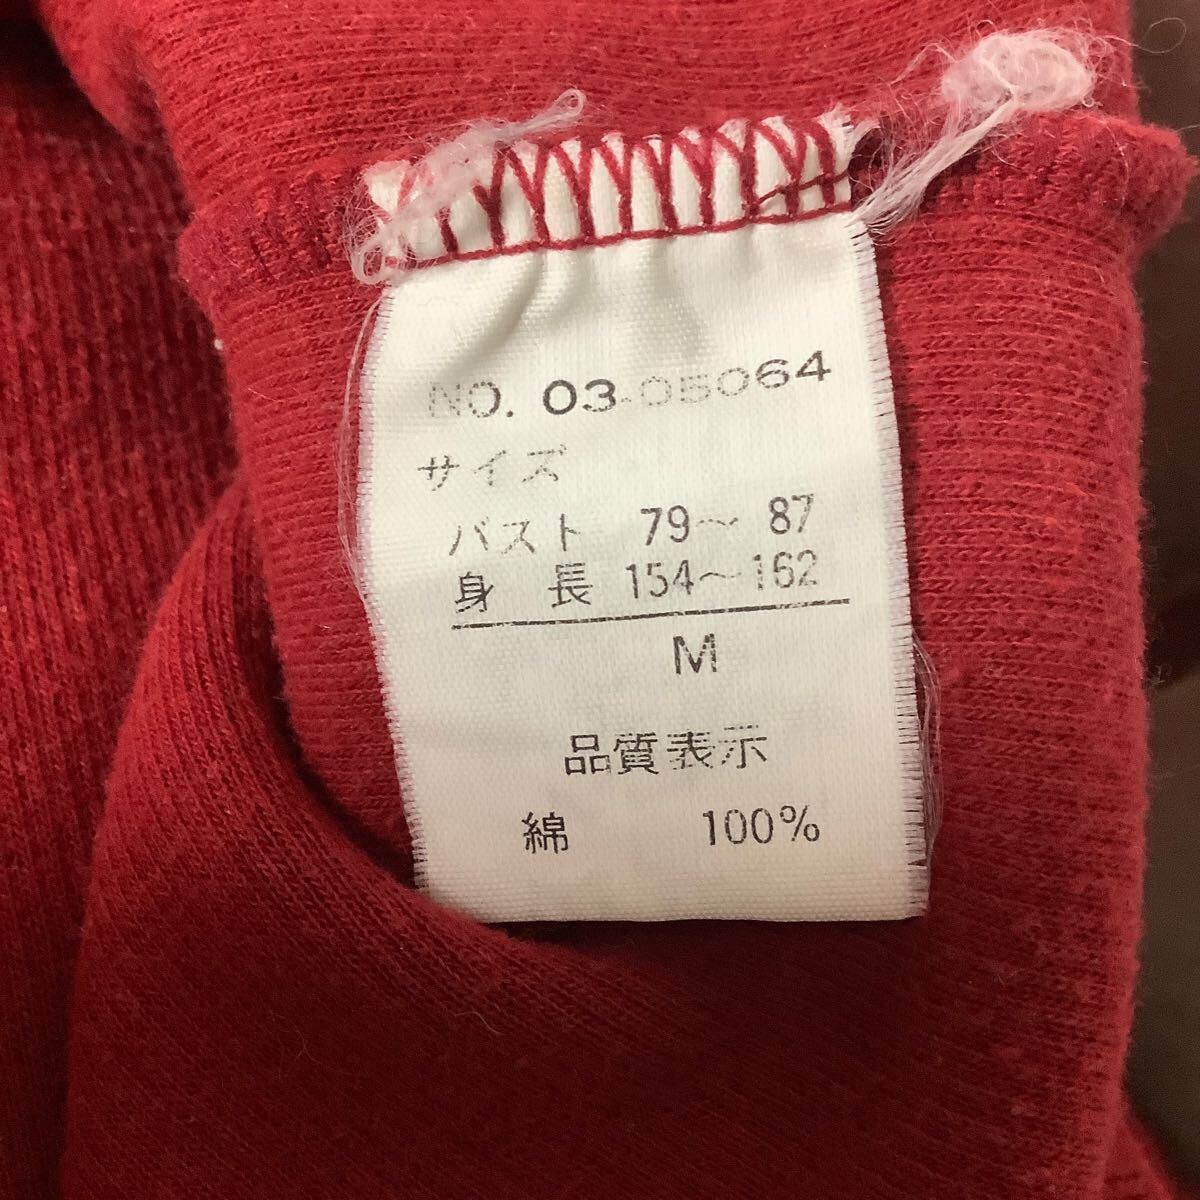 NO. 03-05064
サイズ
バスト 79〜 87
身 長 154〜162
M
品質表示
綿 100%